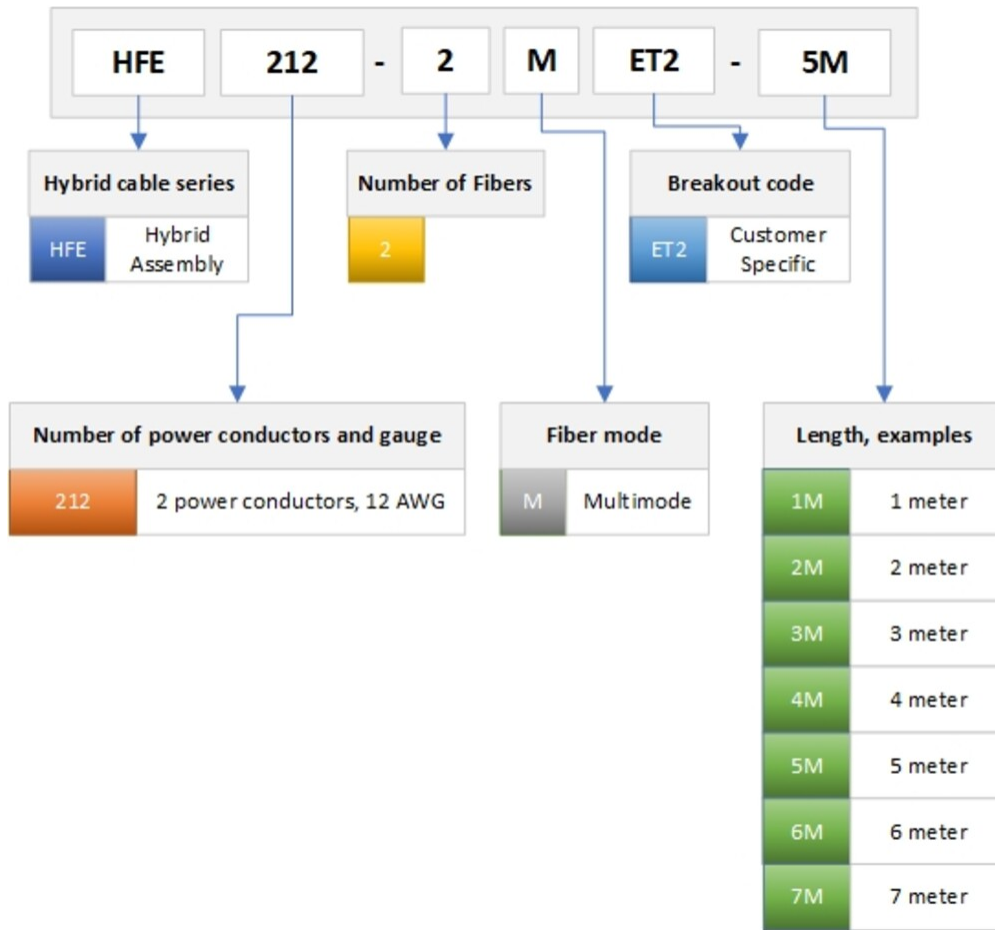 HFE 212 - 2 M ET2 - 5M
Hybrid cable series
HFE Hybrid
Assembly
Number of Fibers
2
Breakout code
ET2 Customer
Specific
Number of power conductors and gauge
212 2 power conductors, 12 AWG
Fiber mode
M Multimode
Length, examples
1M 1 meter
2M 2 meter
3M 3 meter
4M 4 meter
5M 5 meter
6M 6 meter
7M 7 meter